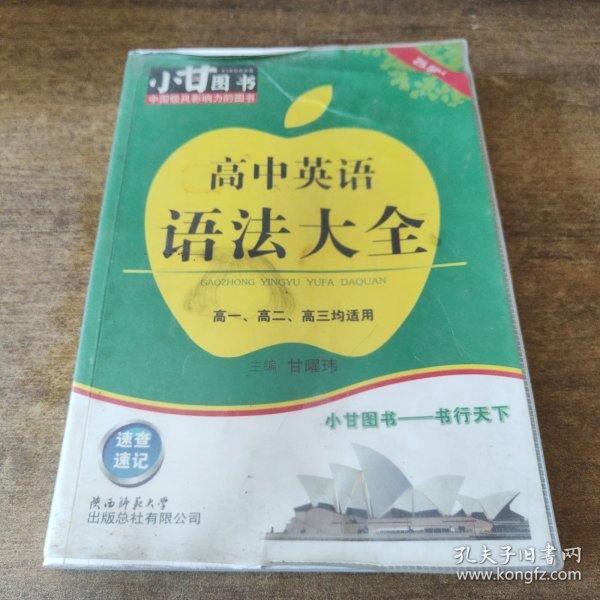 小甘图书
XIAOGAN
中国极具影响力的图书
高中英语
语法大全
GAOZHONG YINGYU YUFA DAQUAN
高一、高二、高三均适用
主编 甘曜玮
小甘图书——书行天下
速查
速记
陕西师范大学
出版总社有限公司
孔夫子旧书网
www.kongfz.com